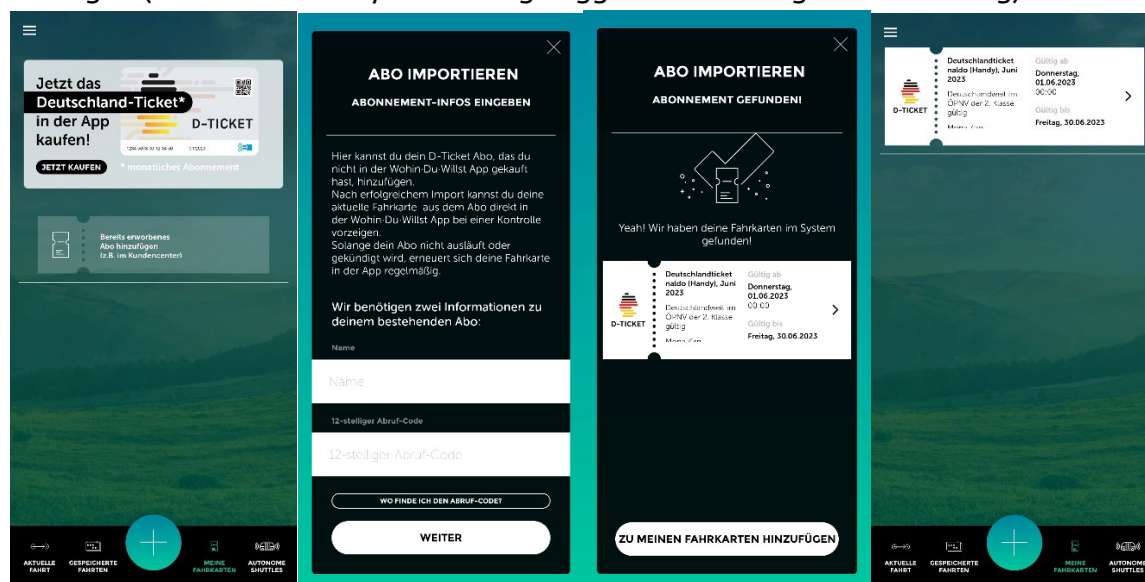 Jetzt das
Deutschland-Ticket*
in der App
kaufen!
D-TICKET
JETZT KAUFEN
* monatliches Abonnement
Bereits erworbenes
Abo hinzufügen
(z.B. im Kundencenter)
AKTUELLE FAHRT
GESPEICHERTE FAHRTEN
MEINE FAHRKARTEN
AUTONOME SHUTTLES
ABO IMPORTIEREN
ABONNEMENT-INFOS EINGEBEN
Hier kannst du dein D-Ticket Abo, das du
nicht in der Wohin·Du·Willst App gekauft
hast, hinzufügen.
Nach erfolgreichem Import kannst du deine
aktuelle Fahrkarte aus dem Abo direkt in
der Wohin·Du·Willst App bei einer Kontrolle
vorzeigen.
Solange dein Abo nicht ausläuft oder
gekündigt wird, erneuert sich deine Fahrkarte
in der App regelmäßig.
Wir benötigen zwei Informationen zu
deinem bestehenden Abo:
Name
Name
12-stelliger Abruf-Code
12-stelliger Abruf-Code
WO FINDE ICH DEN ABRUF-CODE?
WEITER
ABO IMPORTIEREN
ABONNEMENT GEFUNDEN!
Yeah! Wir haben deine Fahrkarten im System
gefunden!
D-TICKET
Deutschlandticket
naldo (Handy), Juni
2023
Deutschlandweit im
ÖPNV der 2. Klasse
gültig
Gültig ab
Donnerstag,
01.06.2023
00:00
Gültig bis
Freitag, 30.06.2023
ZU MEINEN FAHRKARTEN HINZUFÜGEN
D-TICKET
Deutschlandticket
naldo (Handy), Juni
2023
Deutschlandweit im
ÖPNV der 2. Klasse
gültig
Gültig ab
Donnerstag,
01.06.2023
00:00
Gültig bis
Freitag, 30.06.2023
AKTUELLE FAHRT
GESPEICHERTE FAHRTEN
MEINE FAHRKARTEN
AUTONOME SHUTTLES